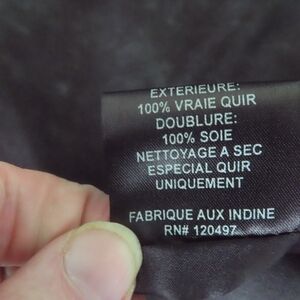 EXTERIEURE:
100% VRAIE QUIR
DOUBLURE:
100% SOIE
NETTOYAGE A SEC
ESPECIAL QUIR
UNIQUEMENT
FABRIQUE AUX INDINE
RN# 120497